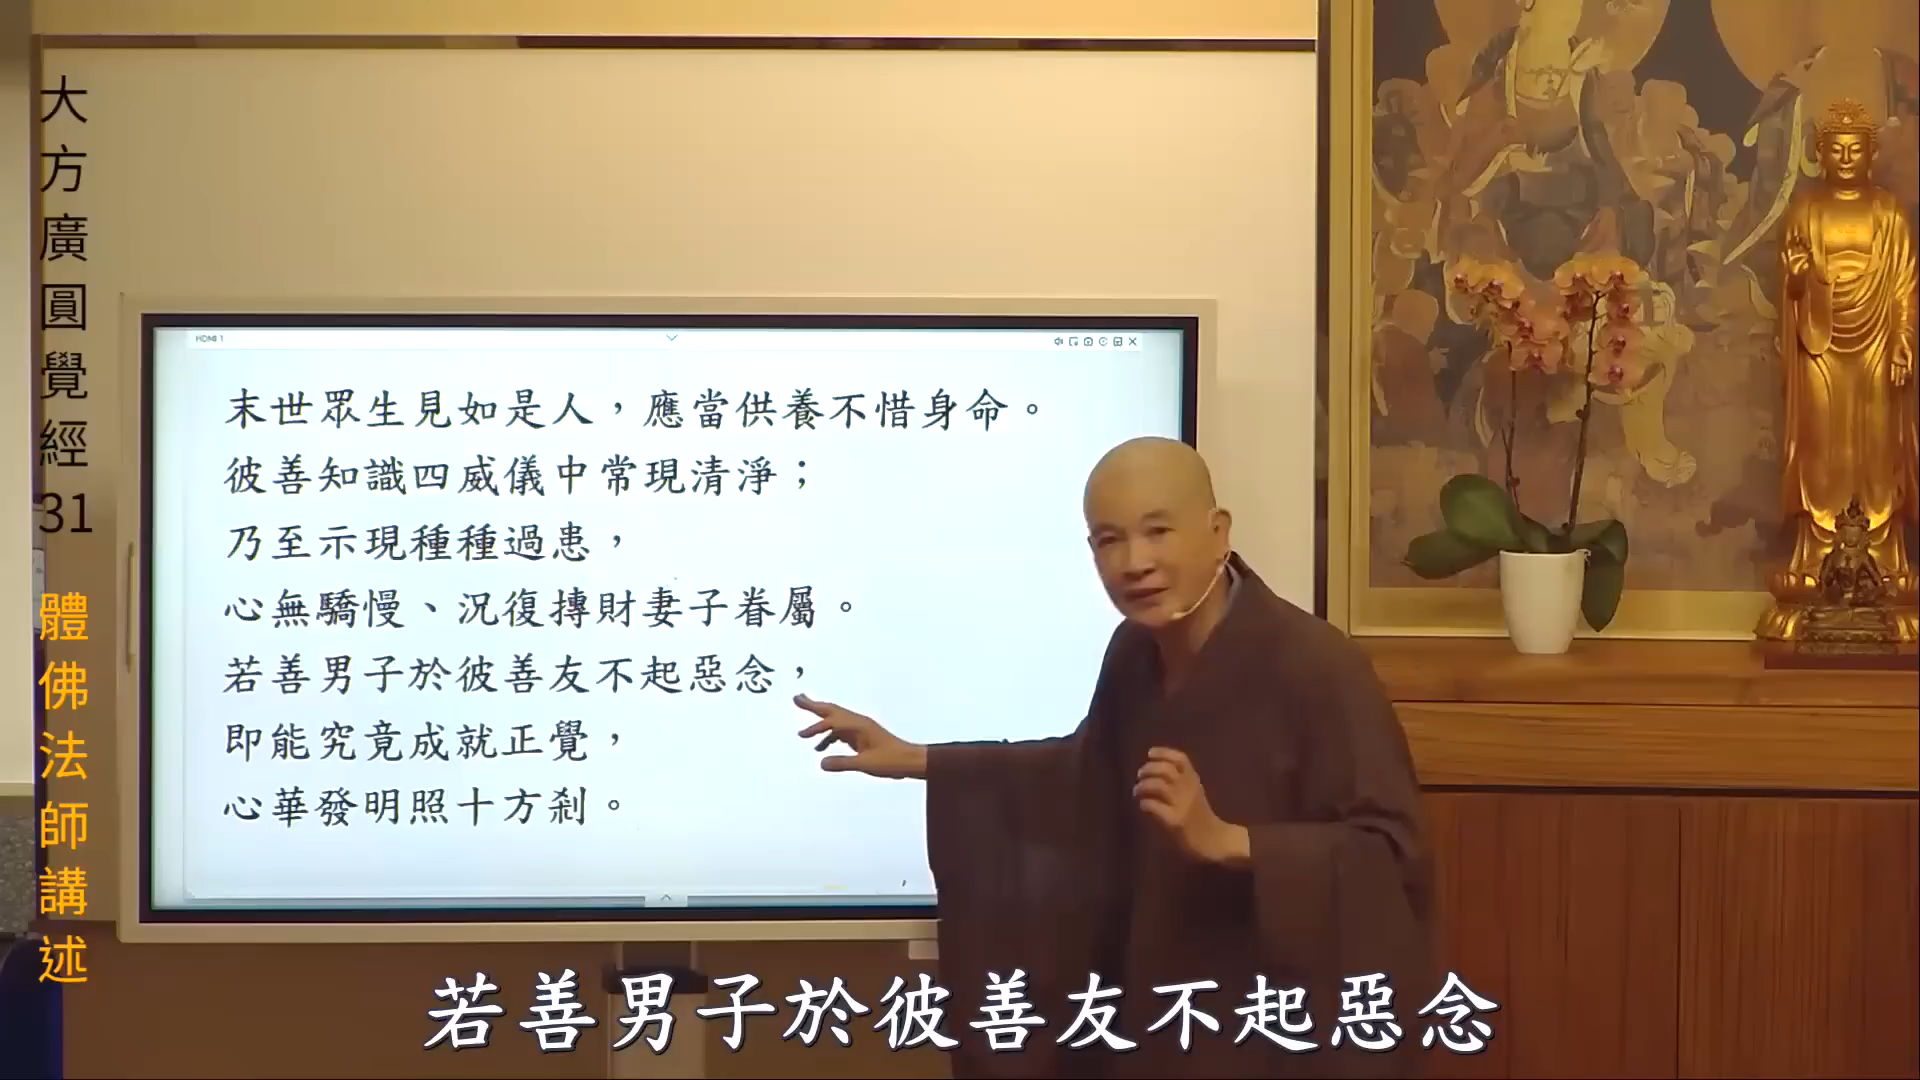 大方廣圓覺經31 體佛法師講述
HDMI 1
末世眾生見如是人，應當供養不惜身命。
彼善知識四威儀中常現清淨；
乃至示現種種過患，
心無驕慢、況復摶財妻子眷屬。
若善男子於彼善友不起惡念，
即能究竟成就正覺，
心華發明照十方剎。
若善男子於彼善友不起惡念